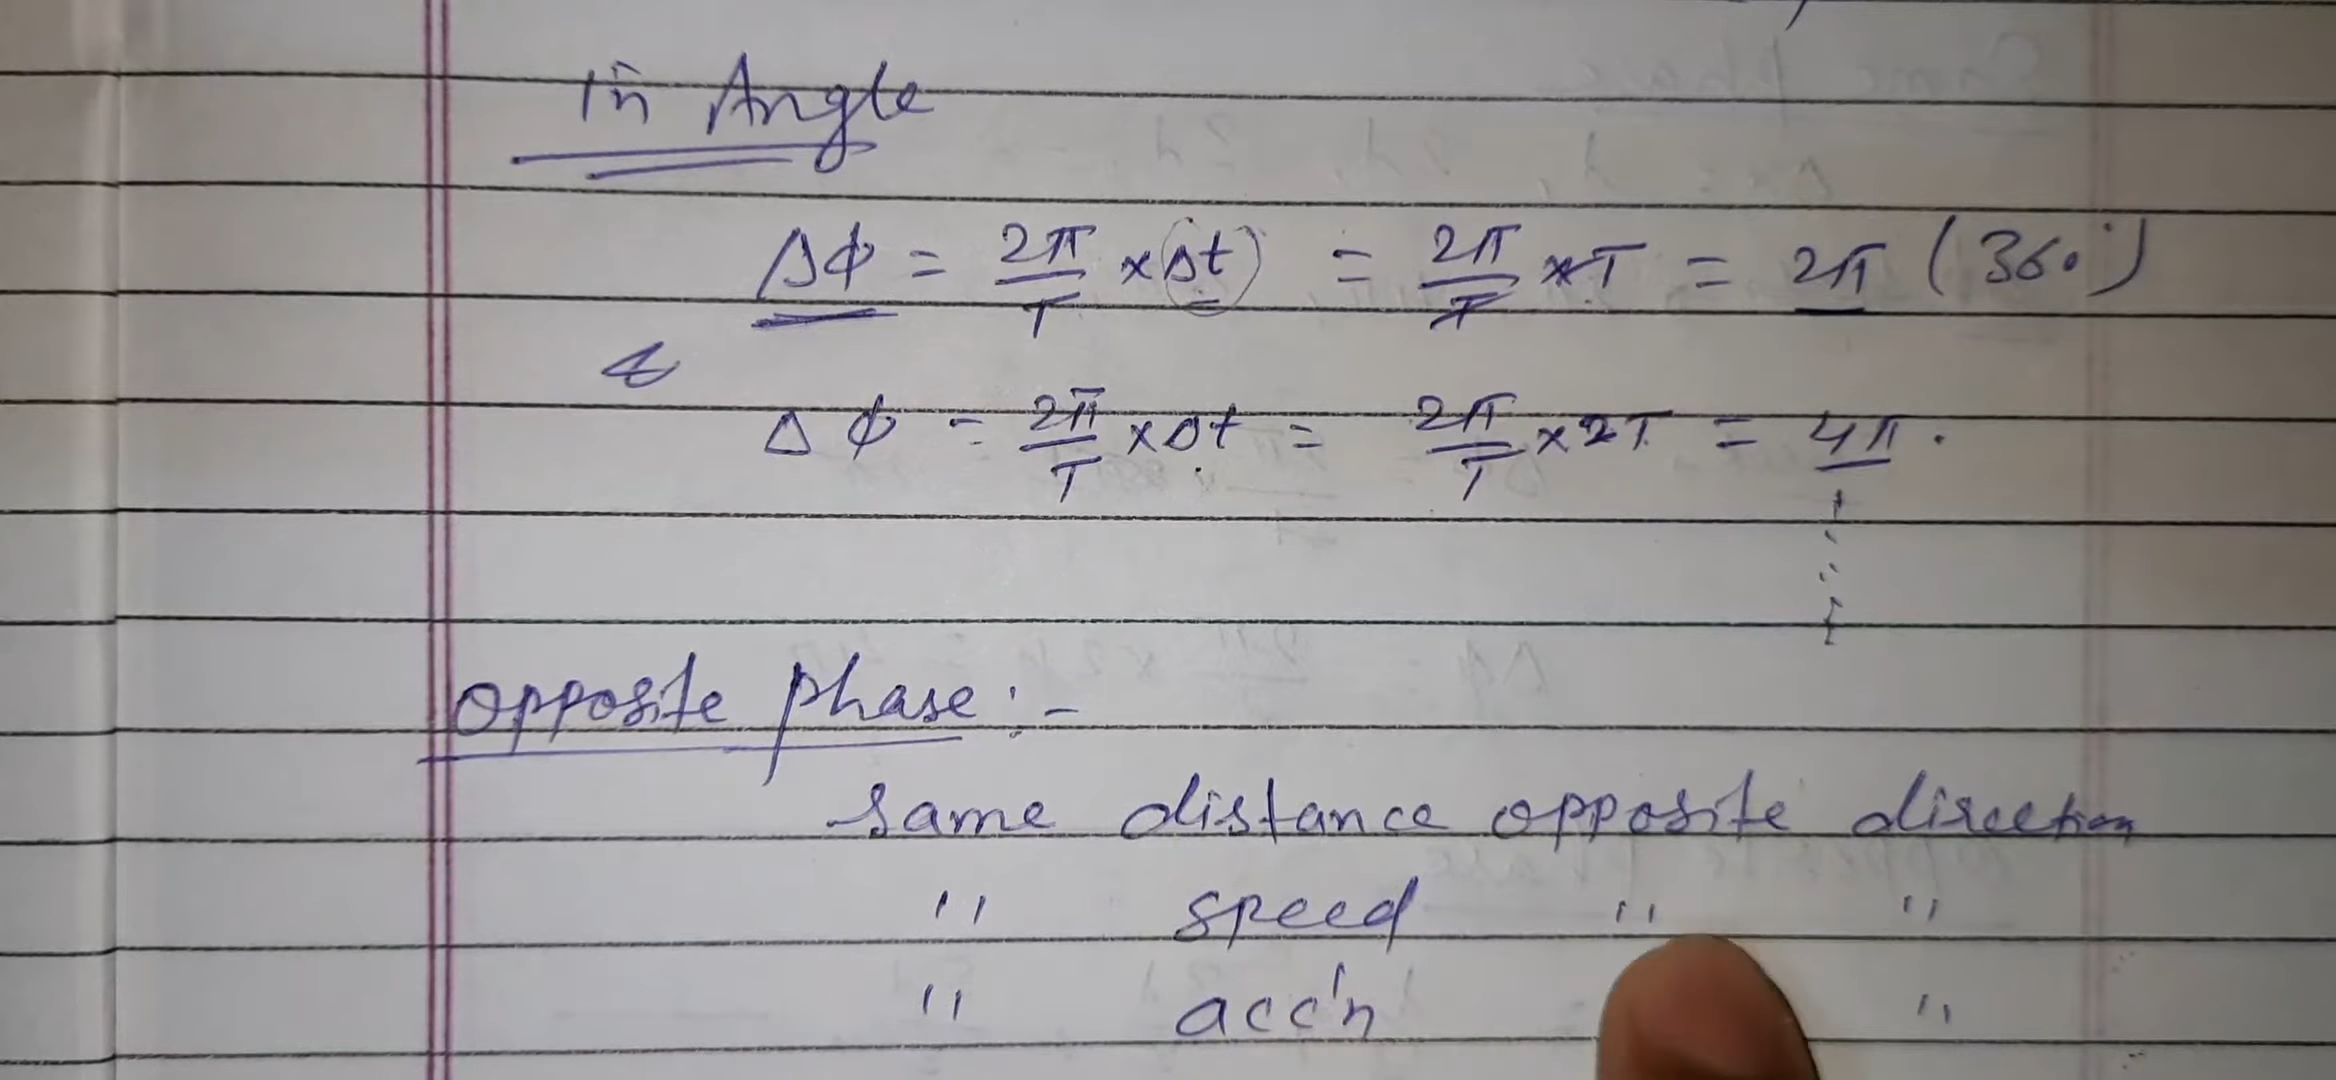 In Angle
Δϕ = 2π/T × (Δt) = 2π/T × T = 2π (360°)
&
Δϕ = 2π/T × Δt = 2π/T × 2T = 4π.
opposite phase :-
same distance opposite direction
" speed " "
" acc'n "